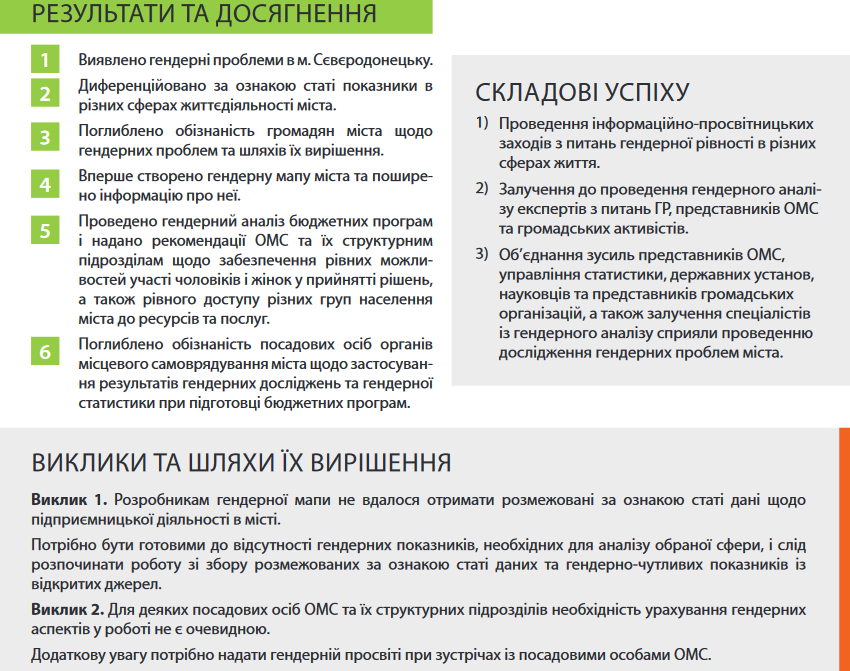 РЕЗУЛЬТАТИ ТА ДОСЯГНЕННЯ
1 Виявлено гендерні проблеми в м. Сєвєродонецьку.
2 Диференційовано за ознакою статі показники в
різних сферах життєдіяльності міста.
3 Поглиблено обізнаність громадян міста щодо
гендерних проблем та шляхів їх вирішення.
4 Вперше створено гендерну мапу міста та пошире-
но інформацію про неї.
5 Проведено гендерний аналіз бюджетних програм
і надано рекомендації ОМС та їх структурним
підрозділам щодо забезпечення рівних можли-
востей участі чоловіків і жінок у прийнятті рішень,
а також рівного доступу різних груп населення
міста до ресурсів та послуг.
6 Поглиблено обізнаність посадових осіб органів
місцевого самоврядування міста щодо застосуван-
ня результатів гендерних досліджень та гендерної
статистики при підготовці бюджетних програм.
СКЛАДОВІ УСПІХУ
1) Проведення інформаційно-просвітницьких
заходів з питань гендерної рівності в різних
сферах життя.
2) Залучення до проведення гендерного аналі-
зу експертів з питань ГР, представників ОМС
та громадських активістів.
3) Об’єднання зусиль представників ОМС,
управління статистики, державних установ,
науковців та представників громадських
організацій, а також залучення спеціалістів
із гендерного аналізу сприяли проведенню
дослідження гендерних проблем міста.
ВИКЛИКИ ТА ШЛЯХИ ЇХ ВИРІШЕННЯ
Виклик 1. Розробникам гендерної мапи не вдалося отримати розмежовані за ознакою статі дані щодо
підприємницької діяльності в місті.
Потрібно бути готовими до відсутності гендерних показників, необхідних для аналізу обраної сфери, і слід
розпочинати роботу зі збору розмежованих за ознакою статі даних та гендерно-чутливих показників із
відкритих джерел.
Виклик 2. Для деяких посадових осіб ОМС та їх структурних підрозділів необхідність урахування гендерних
аспектів у роботі не є очевидною.
Додаткову увагу потрібно надати гендерній просвіті при зустрічах із посадовими особами ОМС.